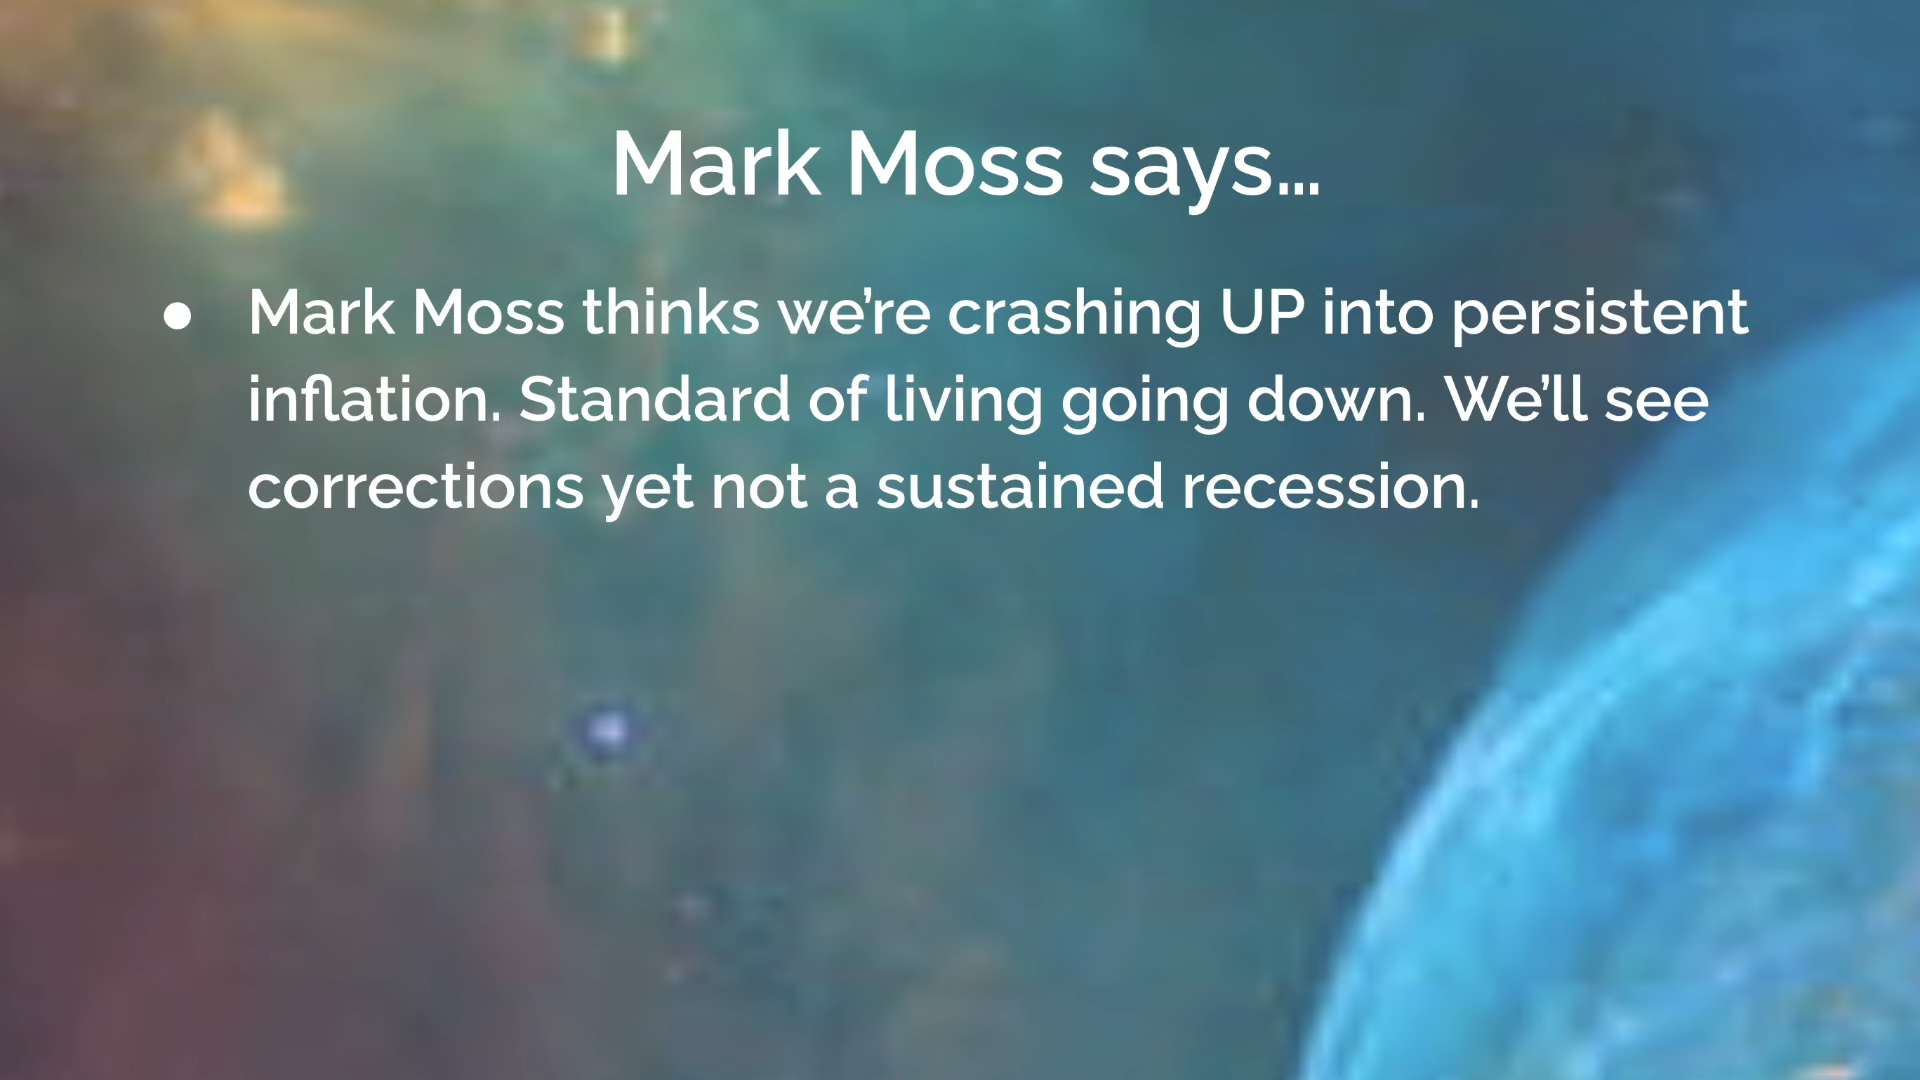 Mark Moss says…
● Mark Moss thinks we’re crashing UP into persistent
inflation. Standard of living going down. We’ll see
corrections yet not a sustained recession.